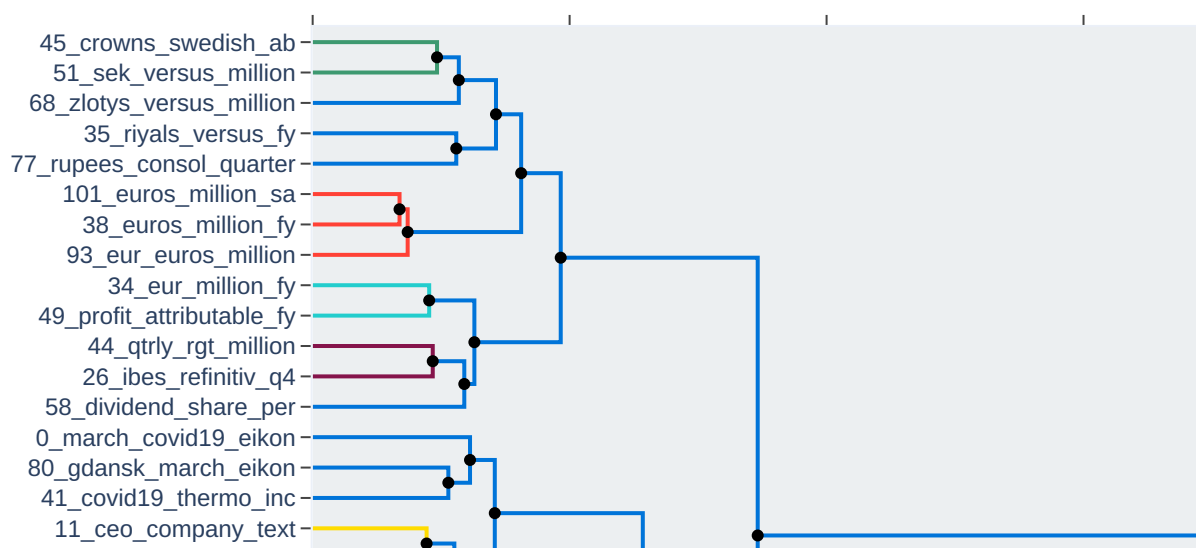 45_crowns_swedish_ab
51_sek_versus_million
68_zlotys_versus_million
35_riyals_versus_fy
77_rupees_consol_quarter
101_euros_million_sa
38_euros_million_fy
93_eur_euros_million
34_eur_million_fy
49_profit_attributable_fy
44_qtrly_rgt_million
26_ibes_refinitiv_q4
58_dividend_share_per
0_march_covid19_eikon
80_gdansk_march_eikon
41_covid19_thermo_inc
11_ceo_company_text